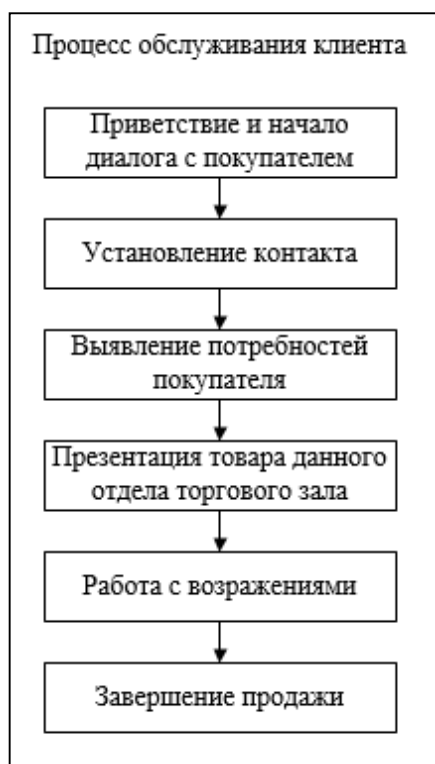 Процесс обслуживания клиента
Приветствие и начало
диалога с покупателем
Установление контакта
Выявление потребностей
покупателя
Презентация товара данного
отдела торгового зала
Работа с возражениями
Завершение продажи